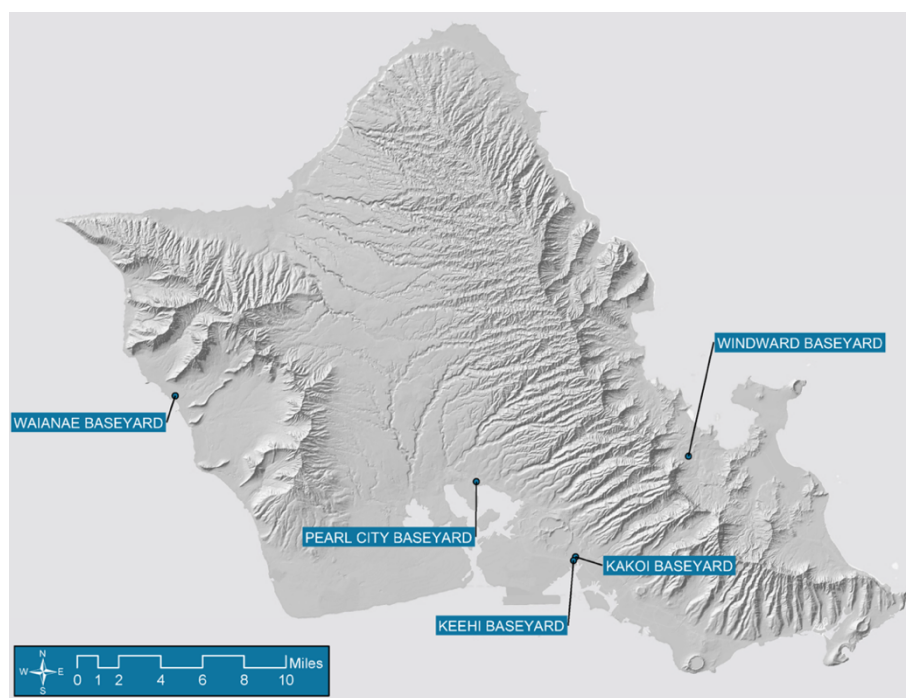 WINDWARD BASEYARD
WAIANAE BASEYARD
PEARL CITY BASEYARD
KAKOI BASEYARD
KEEHI BASEYARD
N
W E
S
Miles
0 1 2 4 6 8 10